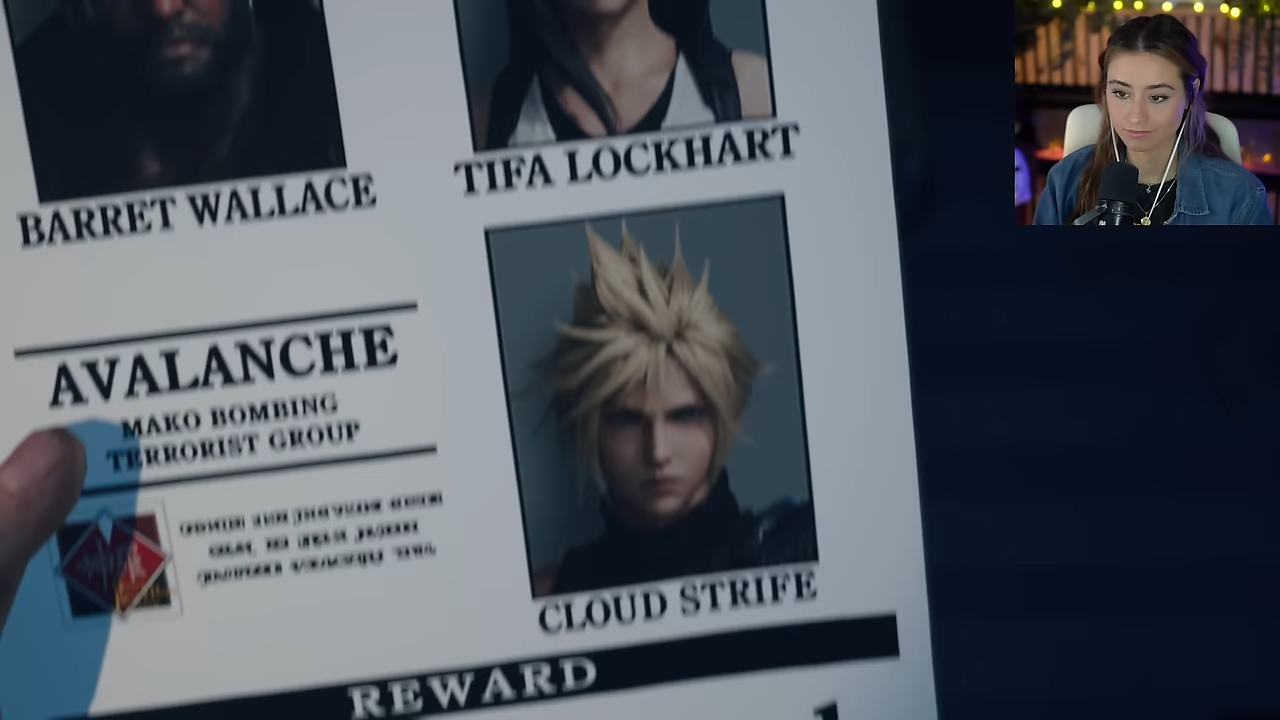 BARRET WALLACE
TIFA LOCKHART
AVALANCHE
MAKO BOMBING
TERRORIST GROUP
CLOUD STRIFE
REWARD